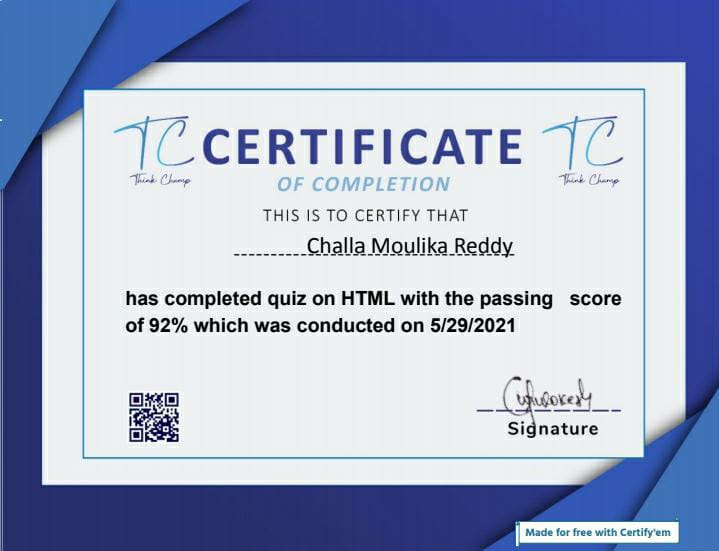 TC CERTIFICATE TC
Think Champ OF COMPLETION Think Champ
THIS IS TO CERTIFY THAT
Challa Moulika Reddy
has completed quiz on HTML with the passing score
of 92% which was conducted on 5/29/2021
Signature
Made for free with Certify'em